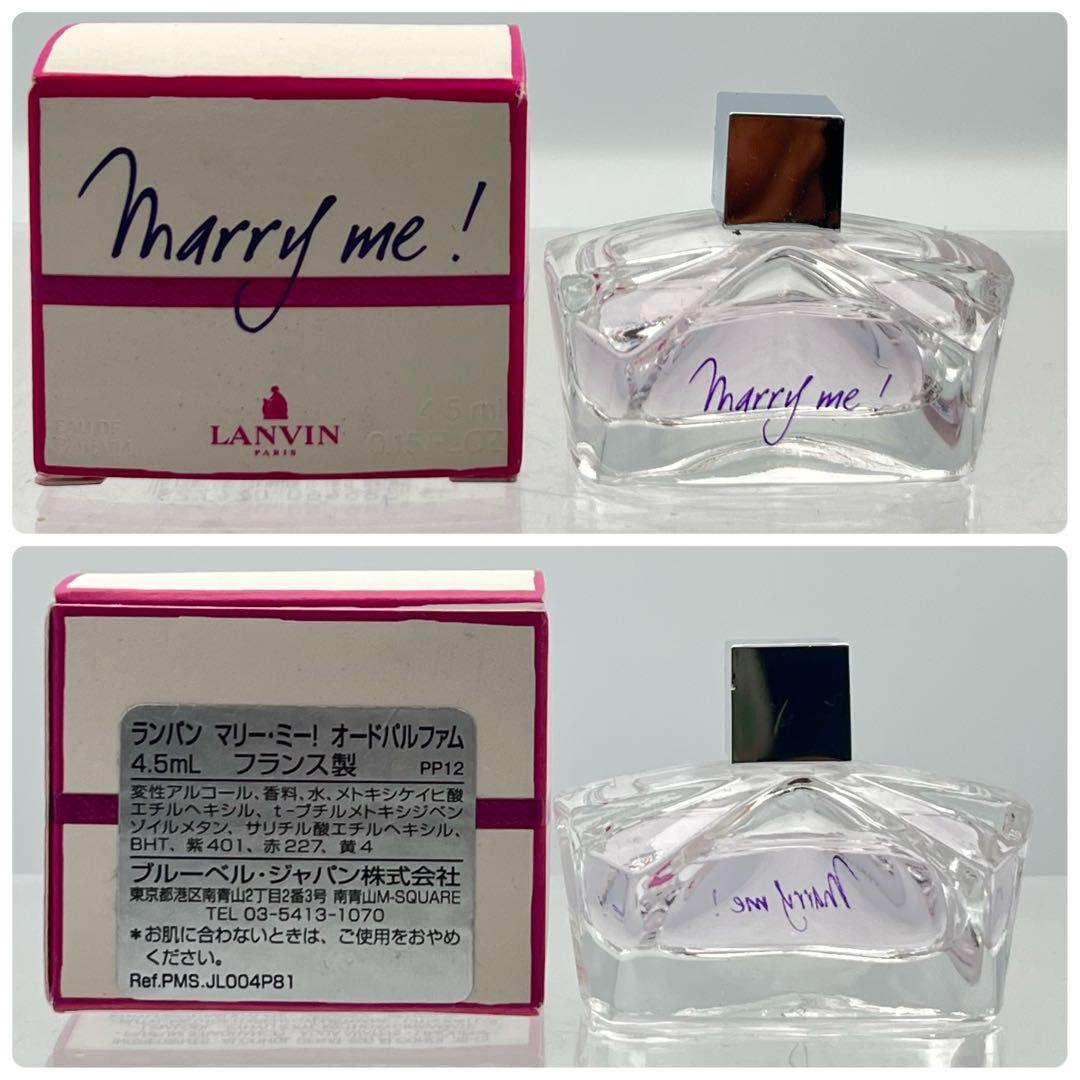 Marry me!
EAU DE
PARFUM
4.5 ml
0.15 FL.OZ
LANVIN
PARIS
Marry me!
ランバン マリー・ミー! オードパルファム
4.5mL フランス製 PP12
変性アルコール、香料、水、メトキシケイヒ酸
エチルヘキシル、t-ブチルメトキシジベン
ゾイルメタン、サリチル酸エチルヘキシル、
BHT、紫401、赤227、黄4
ブルーベル・ジャパン株式会社
東京都港区南青山2丁目2番3号 南青山M-SQUARE
TEL 03-5413-1070
*お肌に合わないときは、ご使用をおやめ
ください。
Ref.PMS.JL004P81
Marry me!